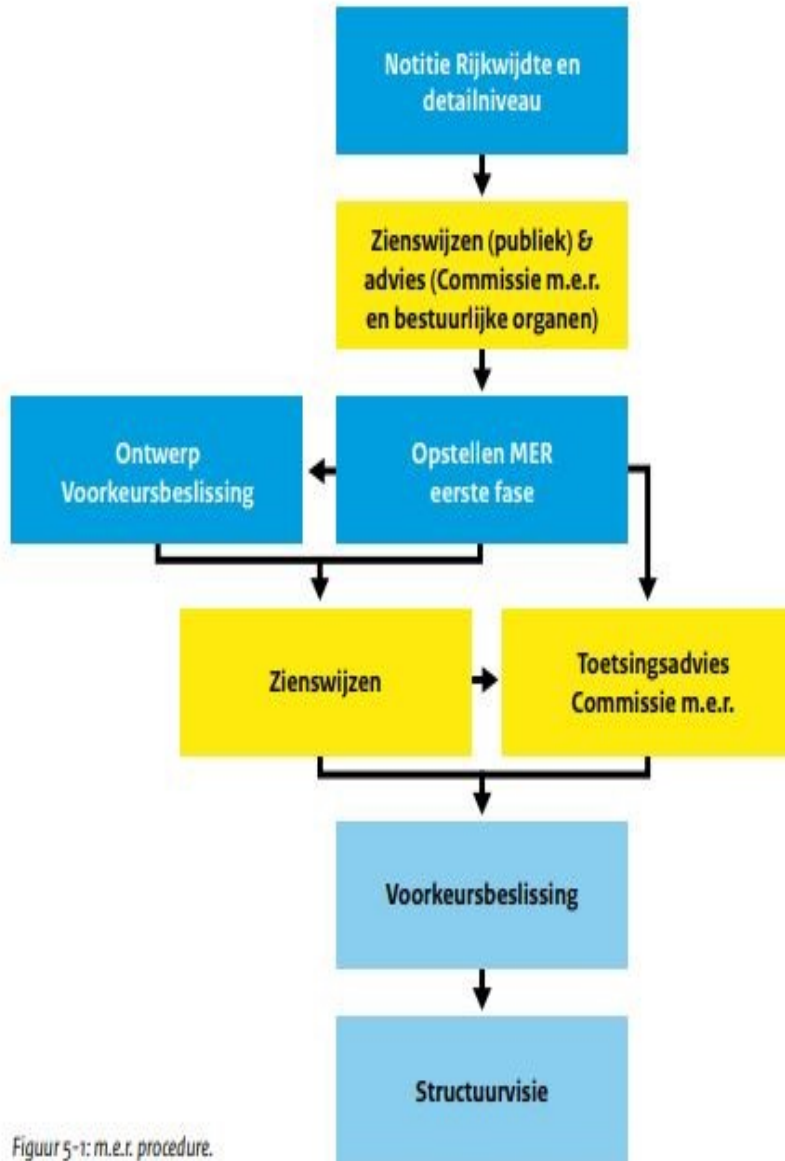 Notitie Rijkwijdte en
detailniveau
Zienswijzen (publiek) &
advies (Commissie m.e.r.
en bestuurlijke organen)
Ontwerp
Voorkeursbeslissing
Opstellen MER
eerste fase
Zienswijzen
Toetsingsadvies
Commissie m.e.r.
Voorkeursbeslissing
Structuurvisie
Figuur 5-1: m.e.r. procedure.